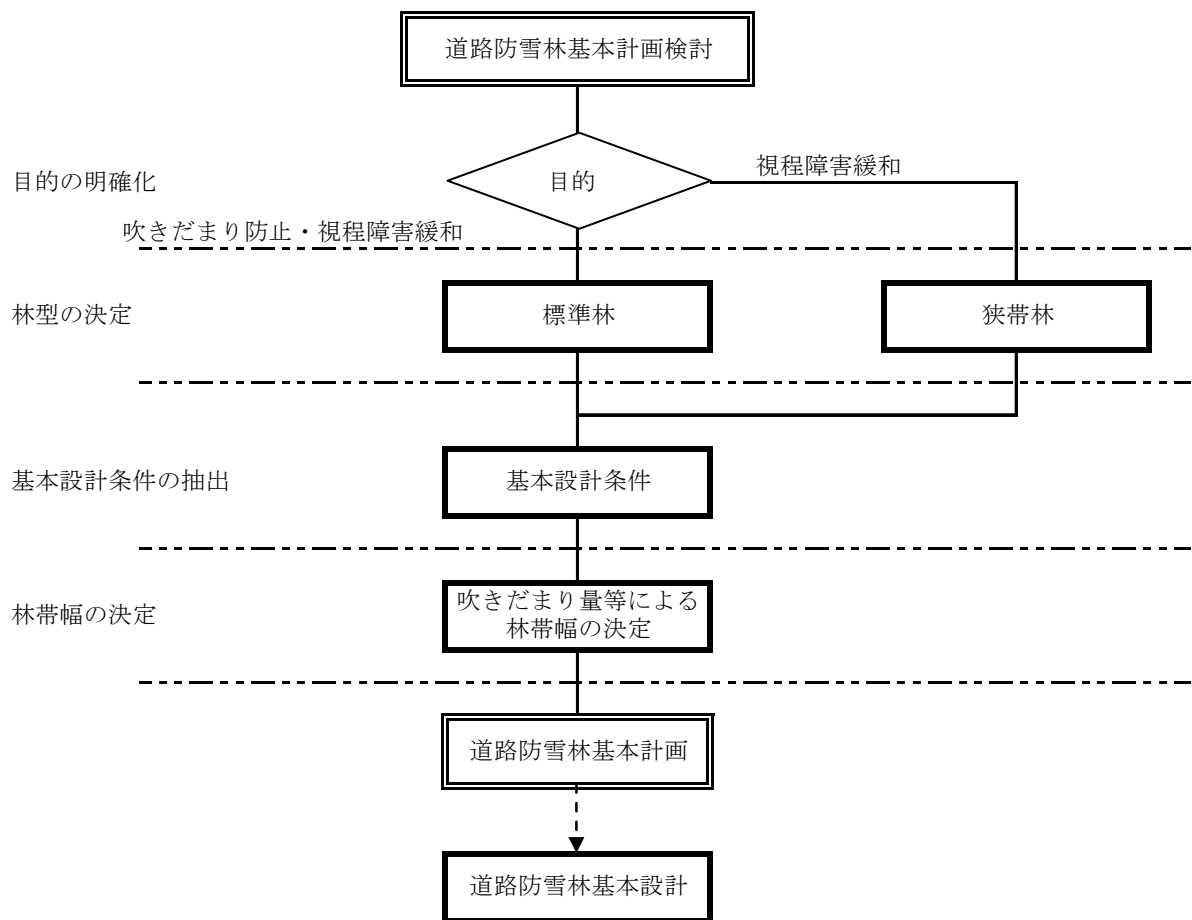 道路防雪林基本計画検討
目的の明確化
目的
視程障害緩和
吹きだまり防止・視程障害緩和
林型の決定
標準林
狭帯林
基本設計条件の抽出
基本設計条件
林帯幅の決定
吹きだまり量等による
林帯幅の決定
道路防雪林基本計画
道路防雪林基本設計